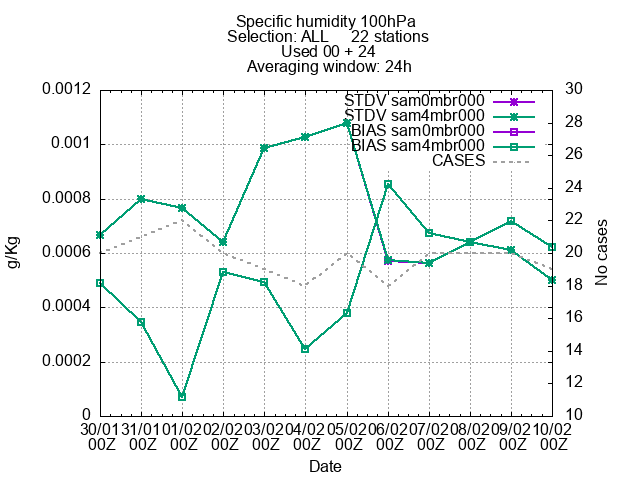 Specific humidity 100hPa
Selection: ALL 22 stations
Used 00 + 24
Averaging window: 24h
STDV sam0mbr000
STDV sam4mbr000
BIAS sam0mbr000
BIAS sam4mbr000
CASES
g/Kg
0.0012
0.001
0.0008
0.0006
0.0004
0.0002
0
No cases
30
28
26
24
22
20
18
16
14
12
10
30/01 31/01 01/02 02/02 03/02 04/02 05/02 06/02 07/02 08/02 09/02 10/02
00Z 00Z 00Z 00Z 00Z 00Z 00Z 00Z 00Z 00Z 00Z 00Z
Date